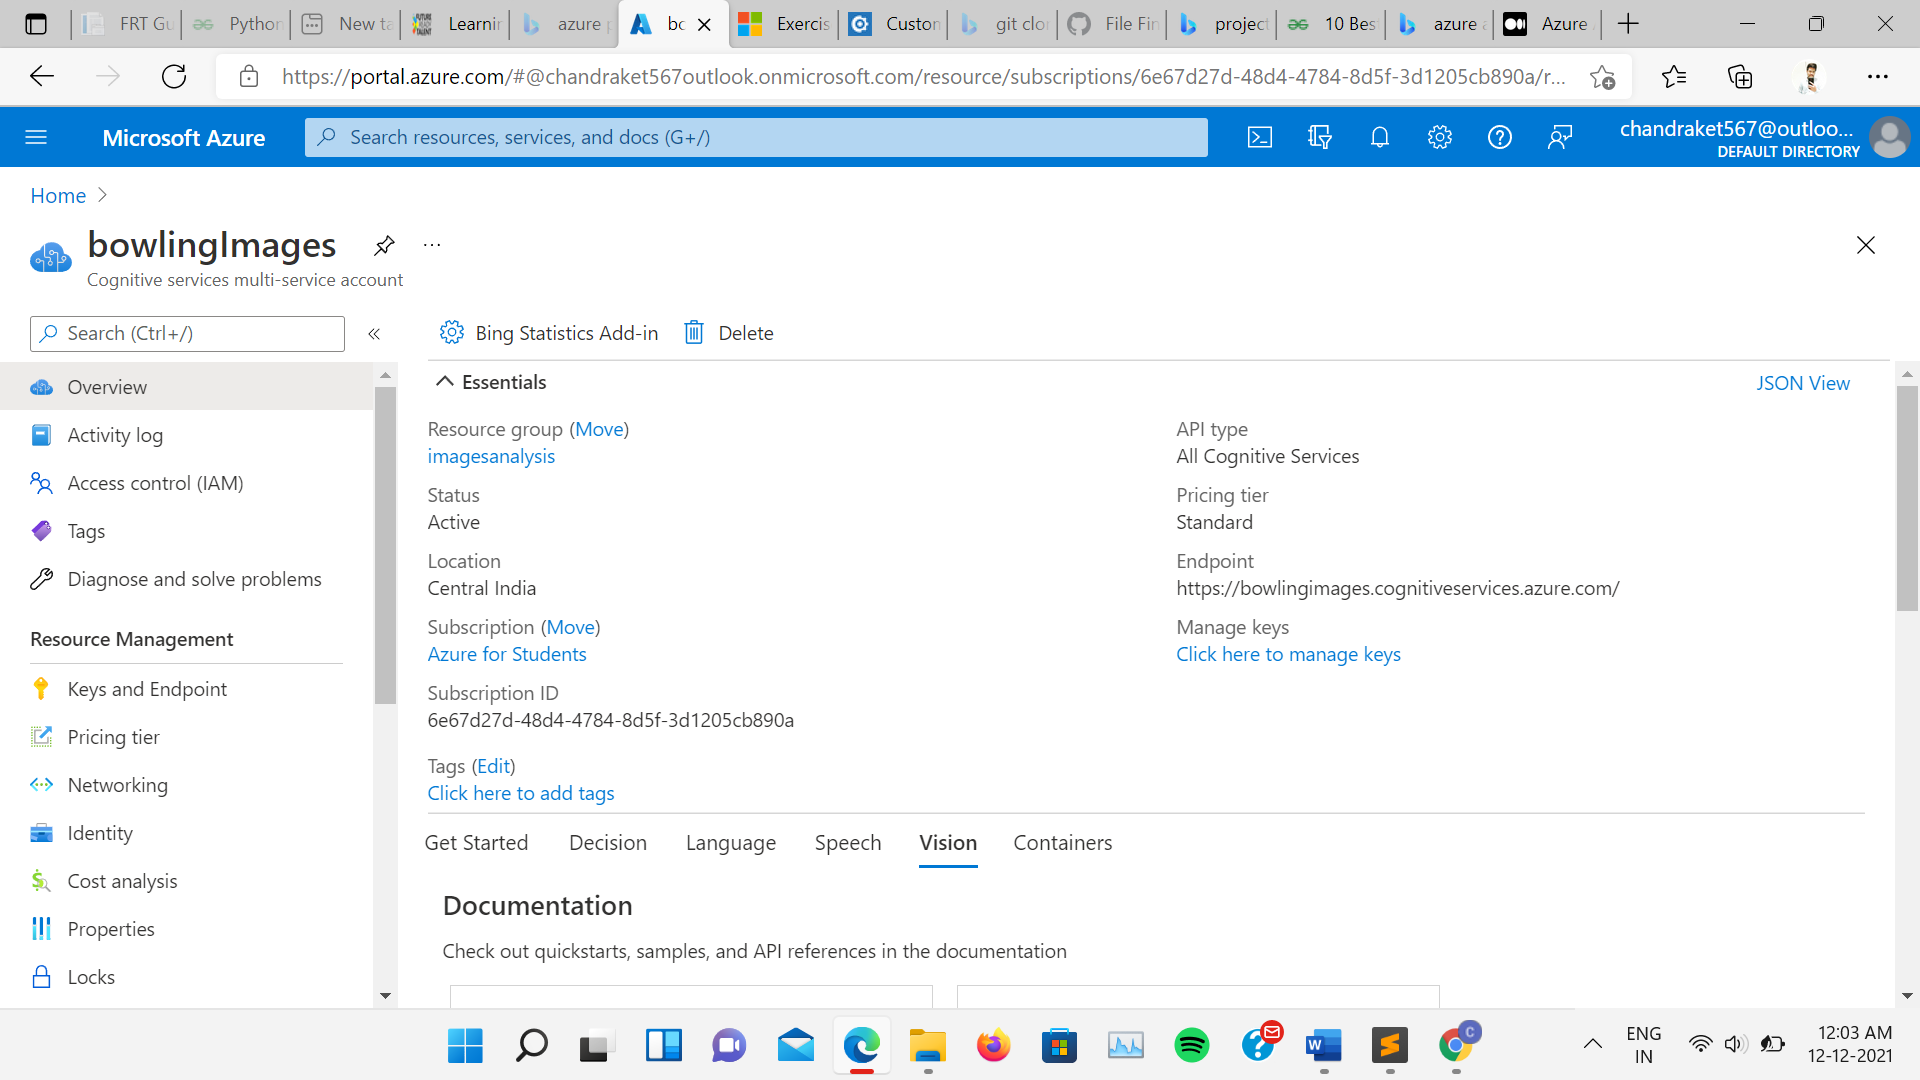 FRT Gu
Python
New ta
Learnin
azure p
bo
Exercis
Custom
git clon
File Fin
project
10 Bes
azure a
Azure
https://portal.azure.com/#@chandraket567outlook.onmicrosoft.com/resource/subscriptions/6e67d27d-48d4-4784-8d5f-3d1205cb890a/r...
Microsoft Azure
Search resources, services, and docs (G+/)
chandraket567@outloo...
DEFAULT DIRECTORY
Home
bowlingImages
Cognitive services multi-service account
Search (Ctrl+/)
Overview
Activity log
Access control (IAM)
Tags
Diagnose and solve problems
Resource Management
Keys and Endpoint
Pricing tier
Networking
Identity
Cost analysis
Properties
Locks
Bing Statistics Add-in
Delete
Essentials
JSON View
Resource group (Move)
imagesanalysis
Status
Active
Location
Central India
Subscription (Move)
Azure for Students
Subscription ID
6e67d27d-48d4-4784-8d5f-3d1205cb890a
Tags (Edit)
Click here to add tags
API type
All Cognitive Services
Pricing tier
Standard
Endpoint
https://bowlingimages.cognitiveservices.azure.com/
Manage keys
Click here to manage keys
Get Started
Decision
Language
Speech
Vision
Containers
Documentation
Check out quickstarts, samples, and API references in the documentation
C
ENG
IN
12:03 AM
12-12-2021